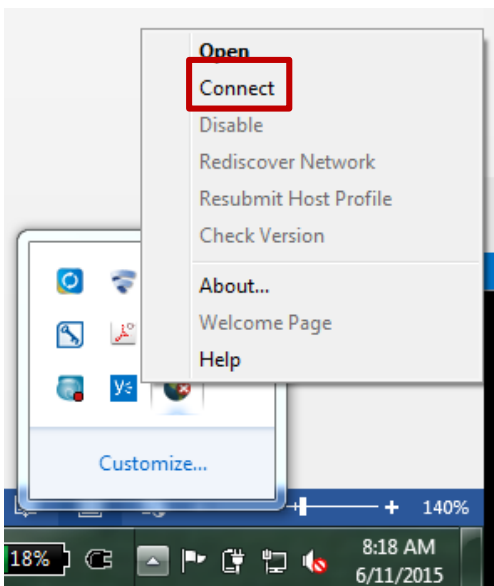 Open
Connect
Disable
Rediscover Network
Resubmit Host Profile
Check Version
About...
Welcome Page
Help
Customize...
140%
18%
8:18 AM
6/11/2015